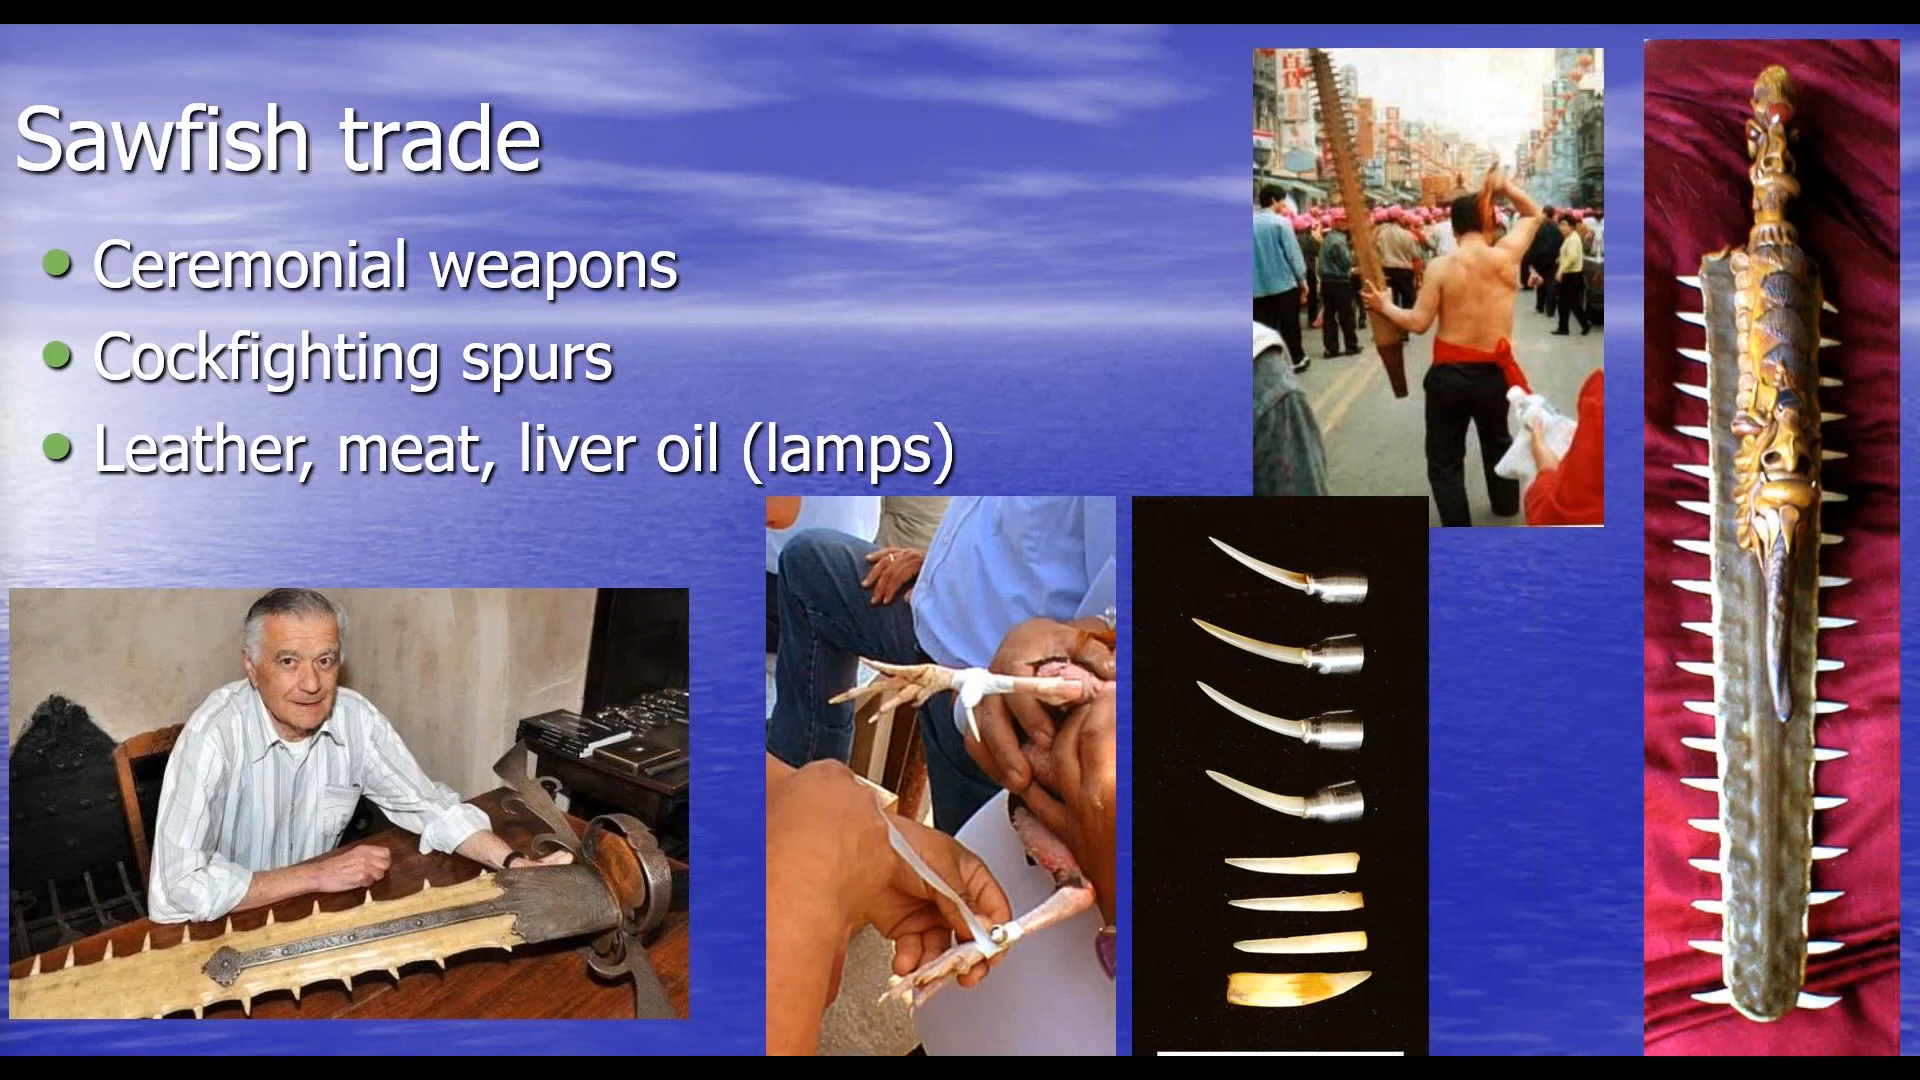 Sawfish trade
Ceremonial weapons
Cockfighting spurs
Leather, meat, liver oil (lamps)